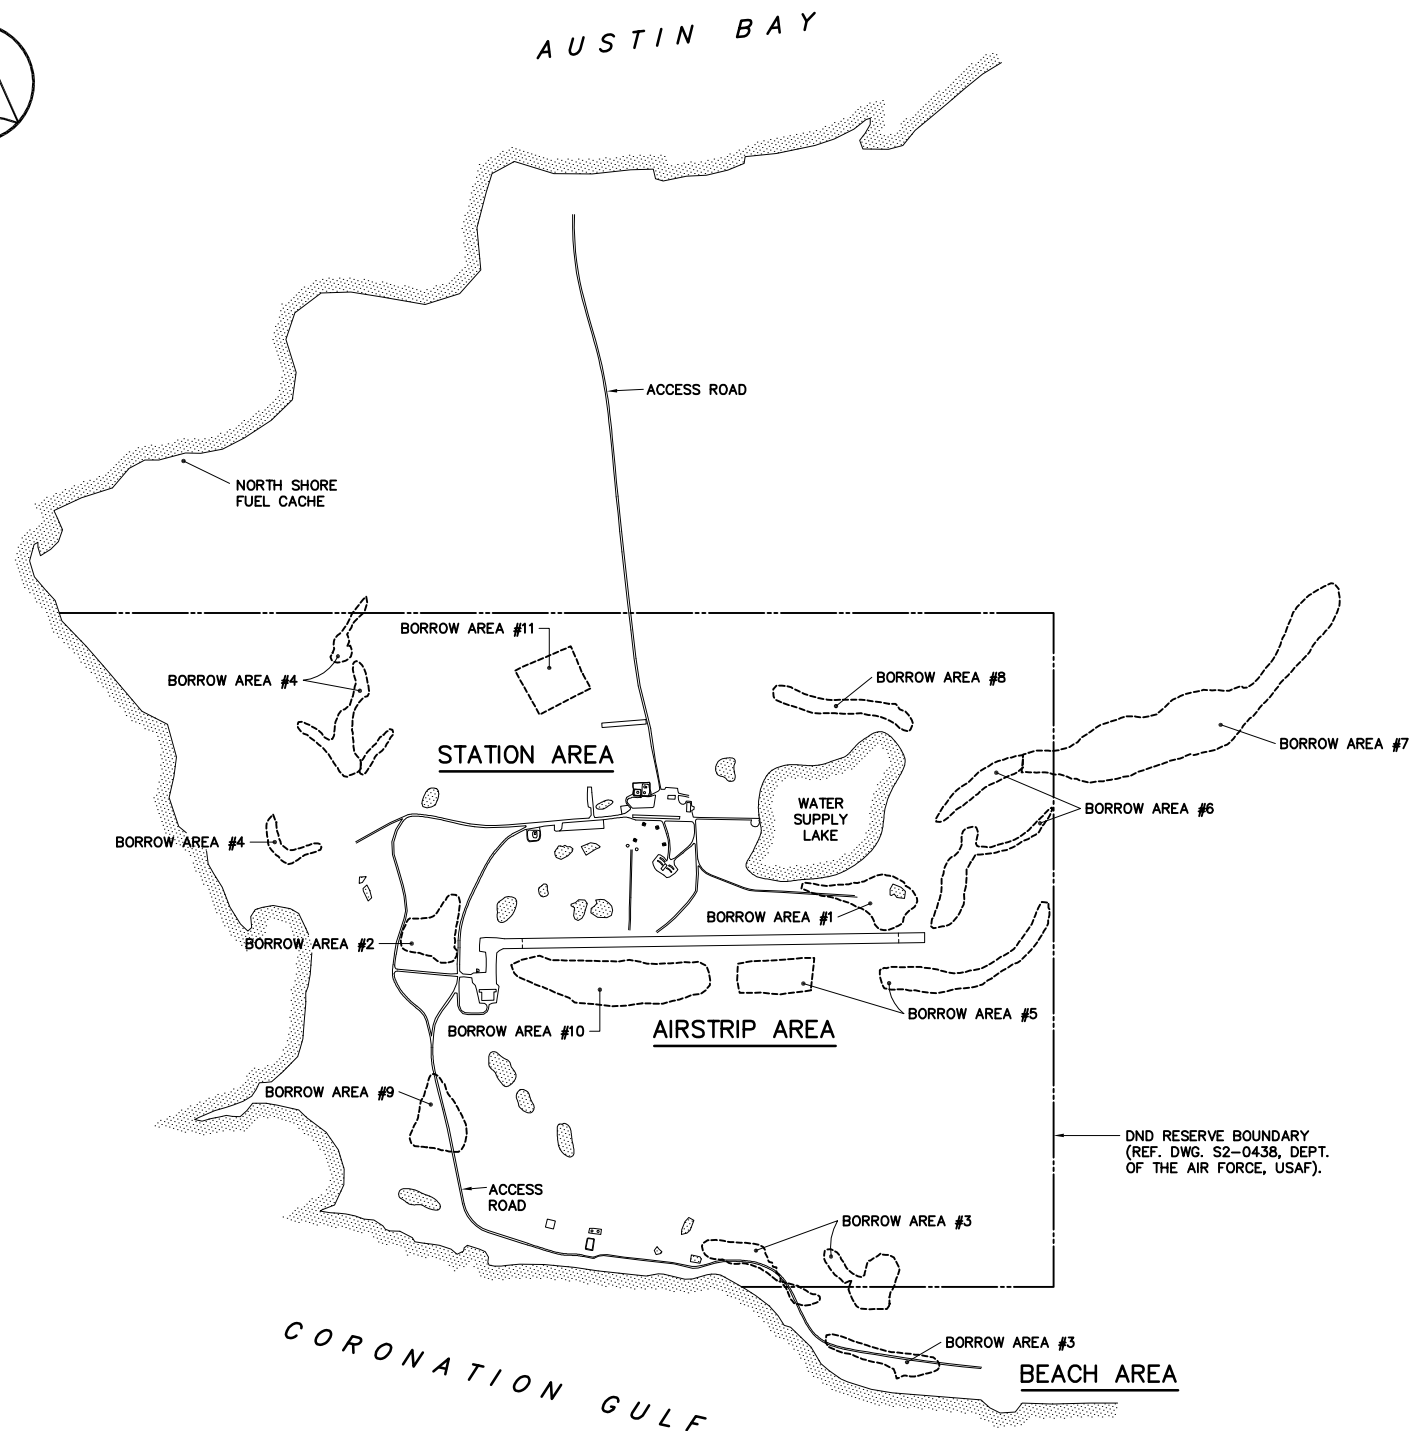 AUSTIN BAY
ACCESS ROAD
NORTH SHORE
FUEL CACHE
BORROW AREA #11
BORROW AREA #4
BORROW AREA #8
STATION AREA
BORROW AREA #7
WATER
SUPPLY
LAKE
BORROW AREA #6
BORROW AREA #4
BORROW AREA #1
BORROW AREA #2
BORROW AREA #5
BORROW AREA #10
AIRSTRIP AREA
BORROW AREA #9
DND RESERVE BOUNDARY
(REF. DWG. S2-0438, DEPT.
OF THE AIR FORCE, USAF).
ACCESS
ROAD
BORROW AREA #3
BORROW AREA #3
BEACH AREA
CORONATION GULF